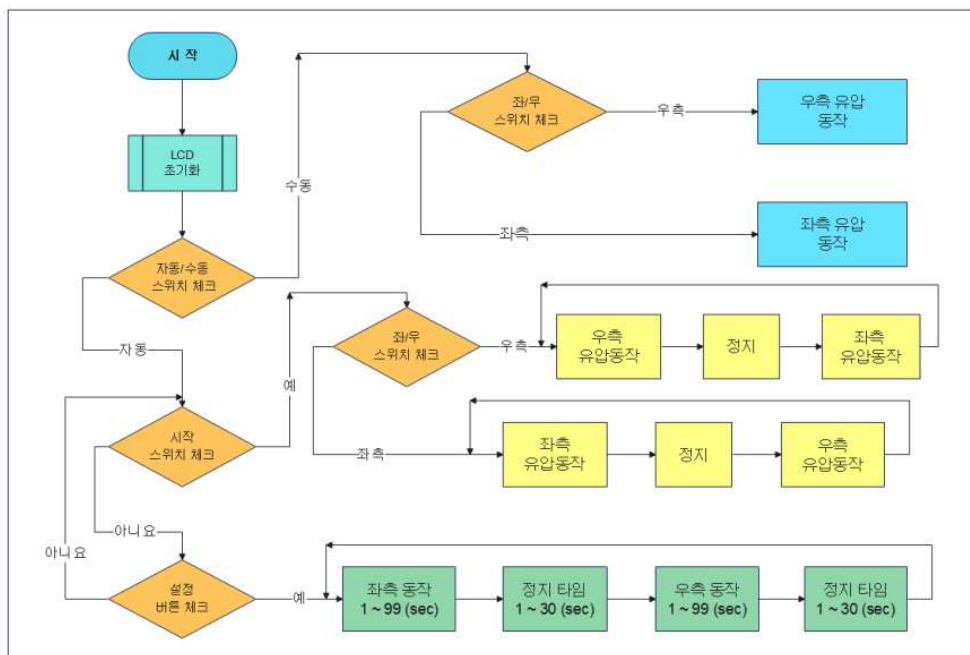 시 작
LCD
초기화
자동/수동
스위치 체크
수동
좌/우
스위치 체크
우측
우측 유압
동작
좌측
좌측 유압
동작
자동
시작
스위치 체크
예
좌/우
스위치 체크
우측
우측
유압동작
정지
좌측
유압동작
좌측
좌측
유압동작
정지
우측
유압동작
아니요
아니요
설정
버튼 체크
예
좌측 동작
1 ~ 99 (sec)
정지 타임
1 ~ 30 (sec)
우측 동작
1 ~ 99 (sec)
정지 타임
1 ~ 30 (sec)